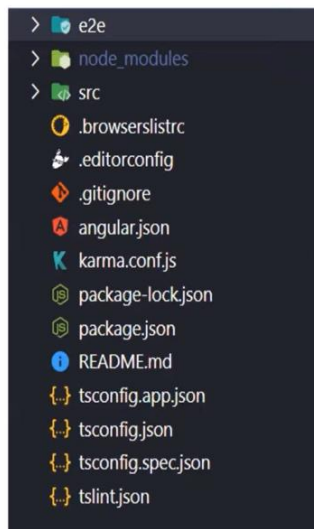 e2e
node_modules
src
.browserslistrc
.editorconfig
.gitignore
angular.json
karma.conf.js
package-lock.json
package.json
README.md
tsconfig.app.json
tsconfig.json
tsconfig.spec.json
tslint.json